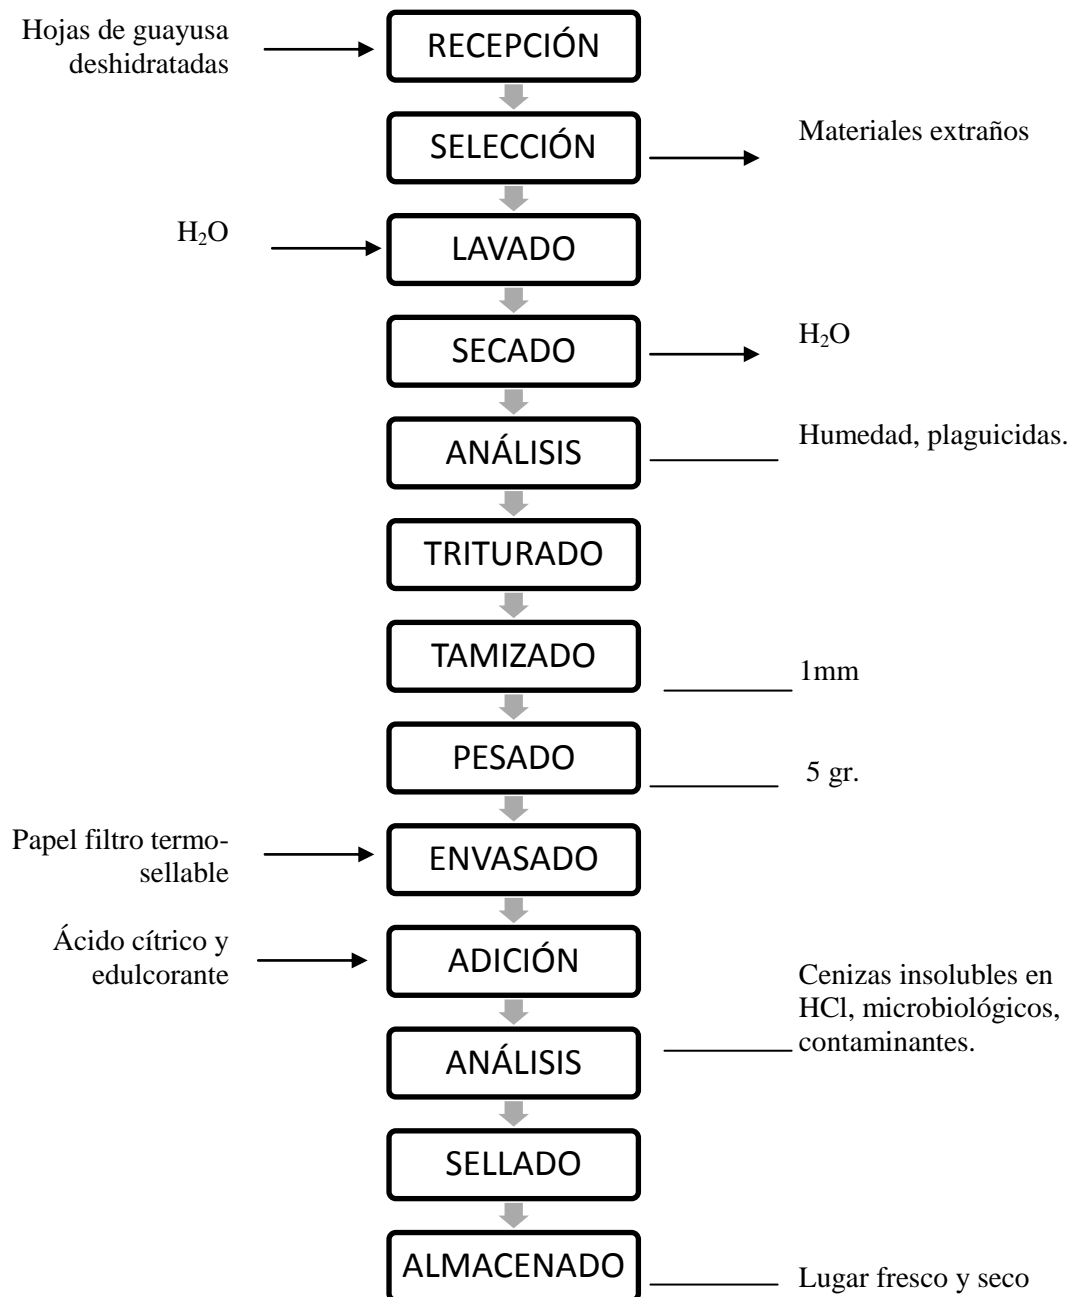 Hojas de guayusa
deshidratadas
RECEPCIÓN
SELECCIÓN
Materiales extraños
H₂O
LAVADO
SECADO
H₂O
ANÁLISIS
Humedad, plaguicidas.
TRITURADO
TAMIZADO
1mm
PESADO
5 gr.
Papel filtro termo-
sellable
ENVASADO
Ácido cítrico y
edulcorante
ADICIÓN
ANÁLISIS
Cenizas insolubles en
HCl, microbiológicos,
contaminantes.
SELLADO
ALMACENADO
Lugar fresco y seco